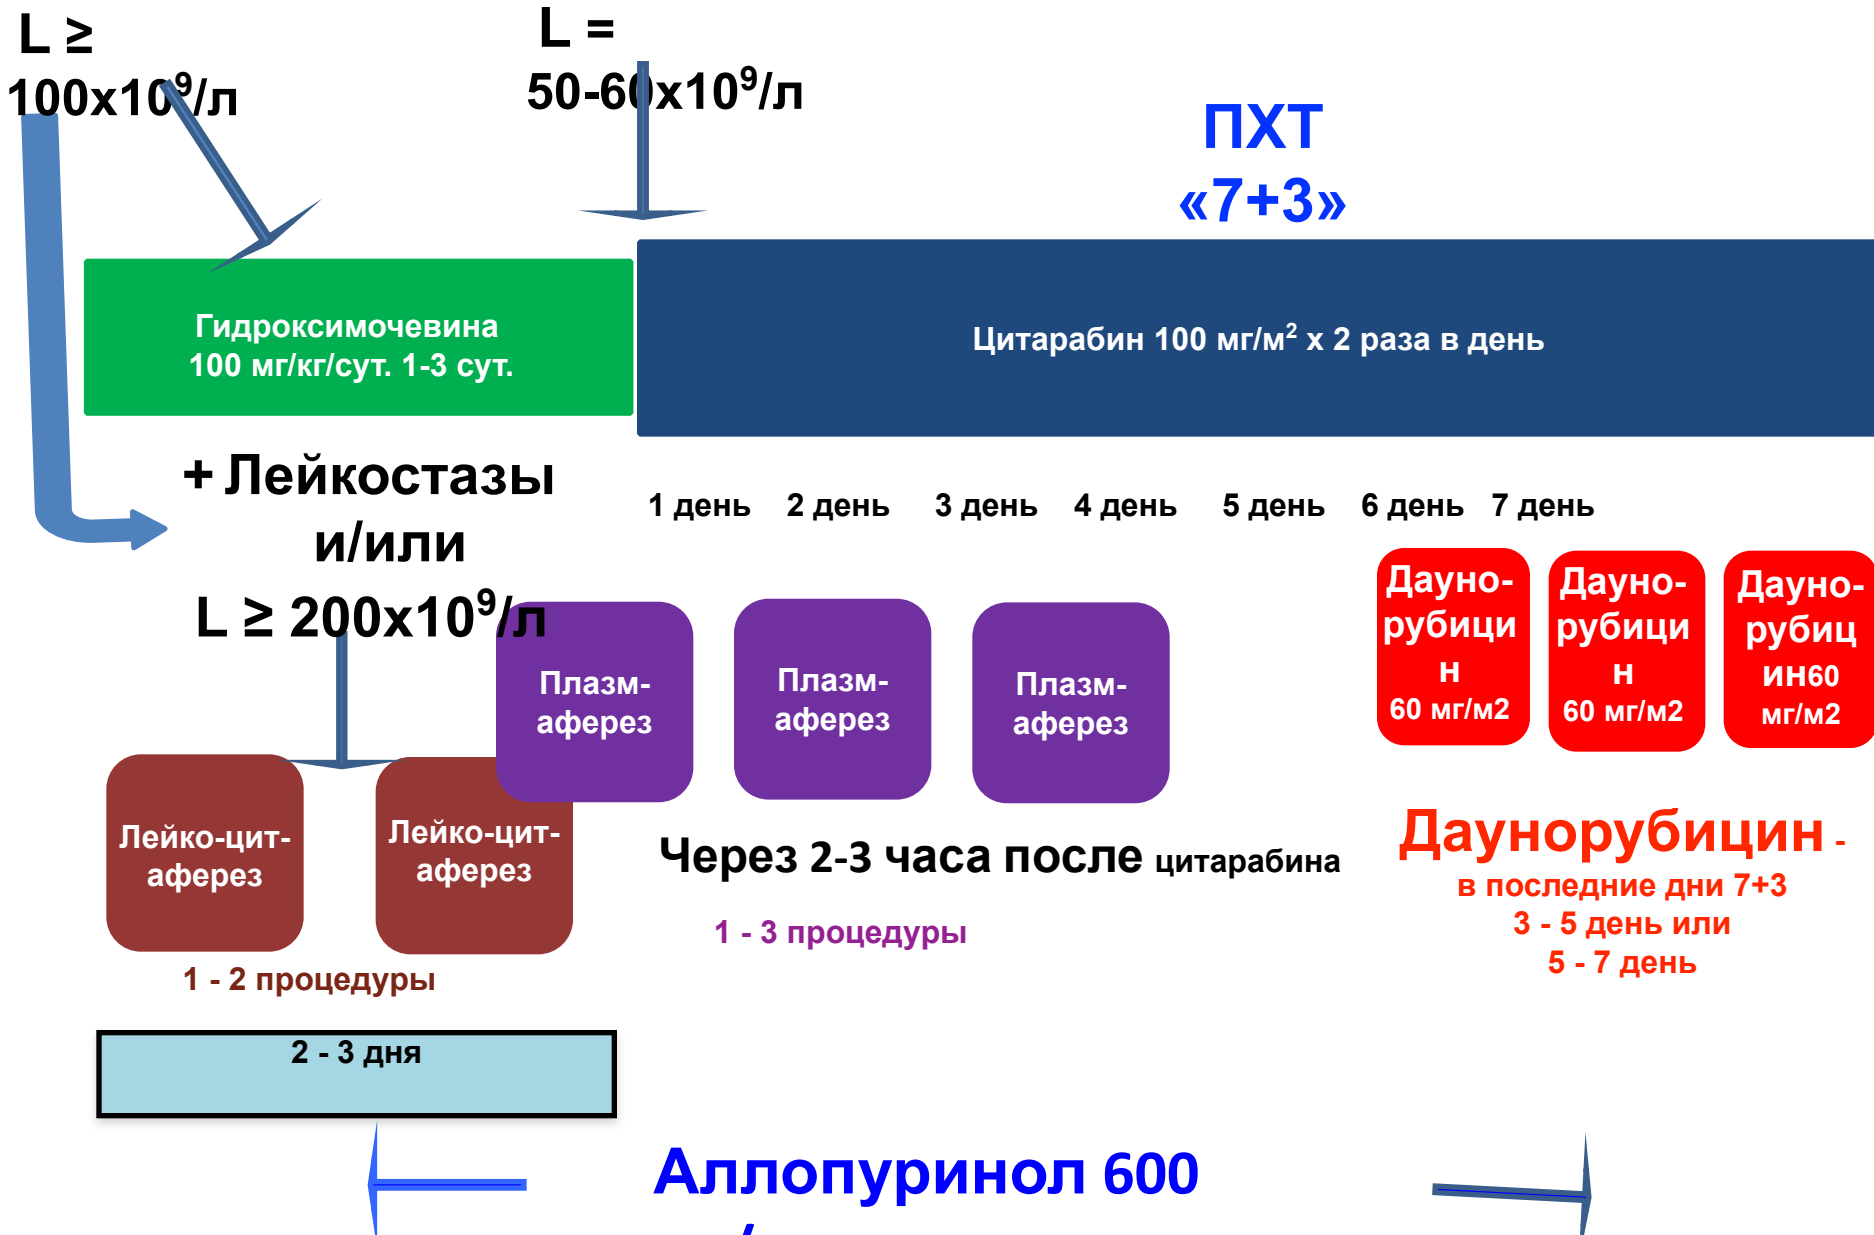 L ≥
100x10⁹/л
L =
50-60x10⁹/л
ПХТ
«7+3»
Гидроксимочевина
100 мг/кг/сут. 1-3 сут.
Цитарабин 100 мг/м² х 2 раза в день
+ Лейкостазы
и/или
L ≥ 200x10⁹/л
1 день 2 день 3 день 4 день 5 день 6 день 7 день
Плазм-
аферез
Плазм-
аферез
Плазм-
аферез
Дауно-
рубици
н
60 мг/м2
Дауно-
рубици
н
60 мг/м2
Дауно-
рубиц
ин60
мг/м2
Лейко-цит-
аферез
Лейко-цит-
аферез
Через 2-3 часа после цитарабина
1 - 3 процедуры
Даунорубицин -
в последние дни 7+3
3 - 5 день или
5 - 7 день
1 - 2 процедуры
2 - 3 дня
Аллопуринол 600